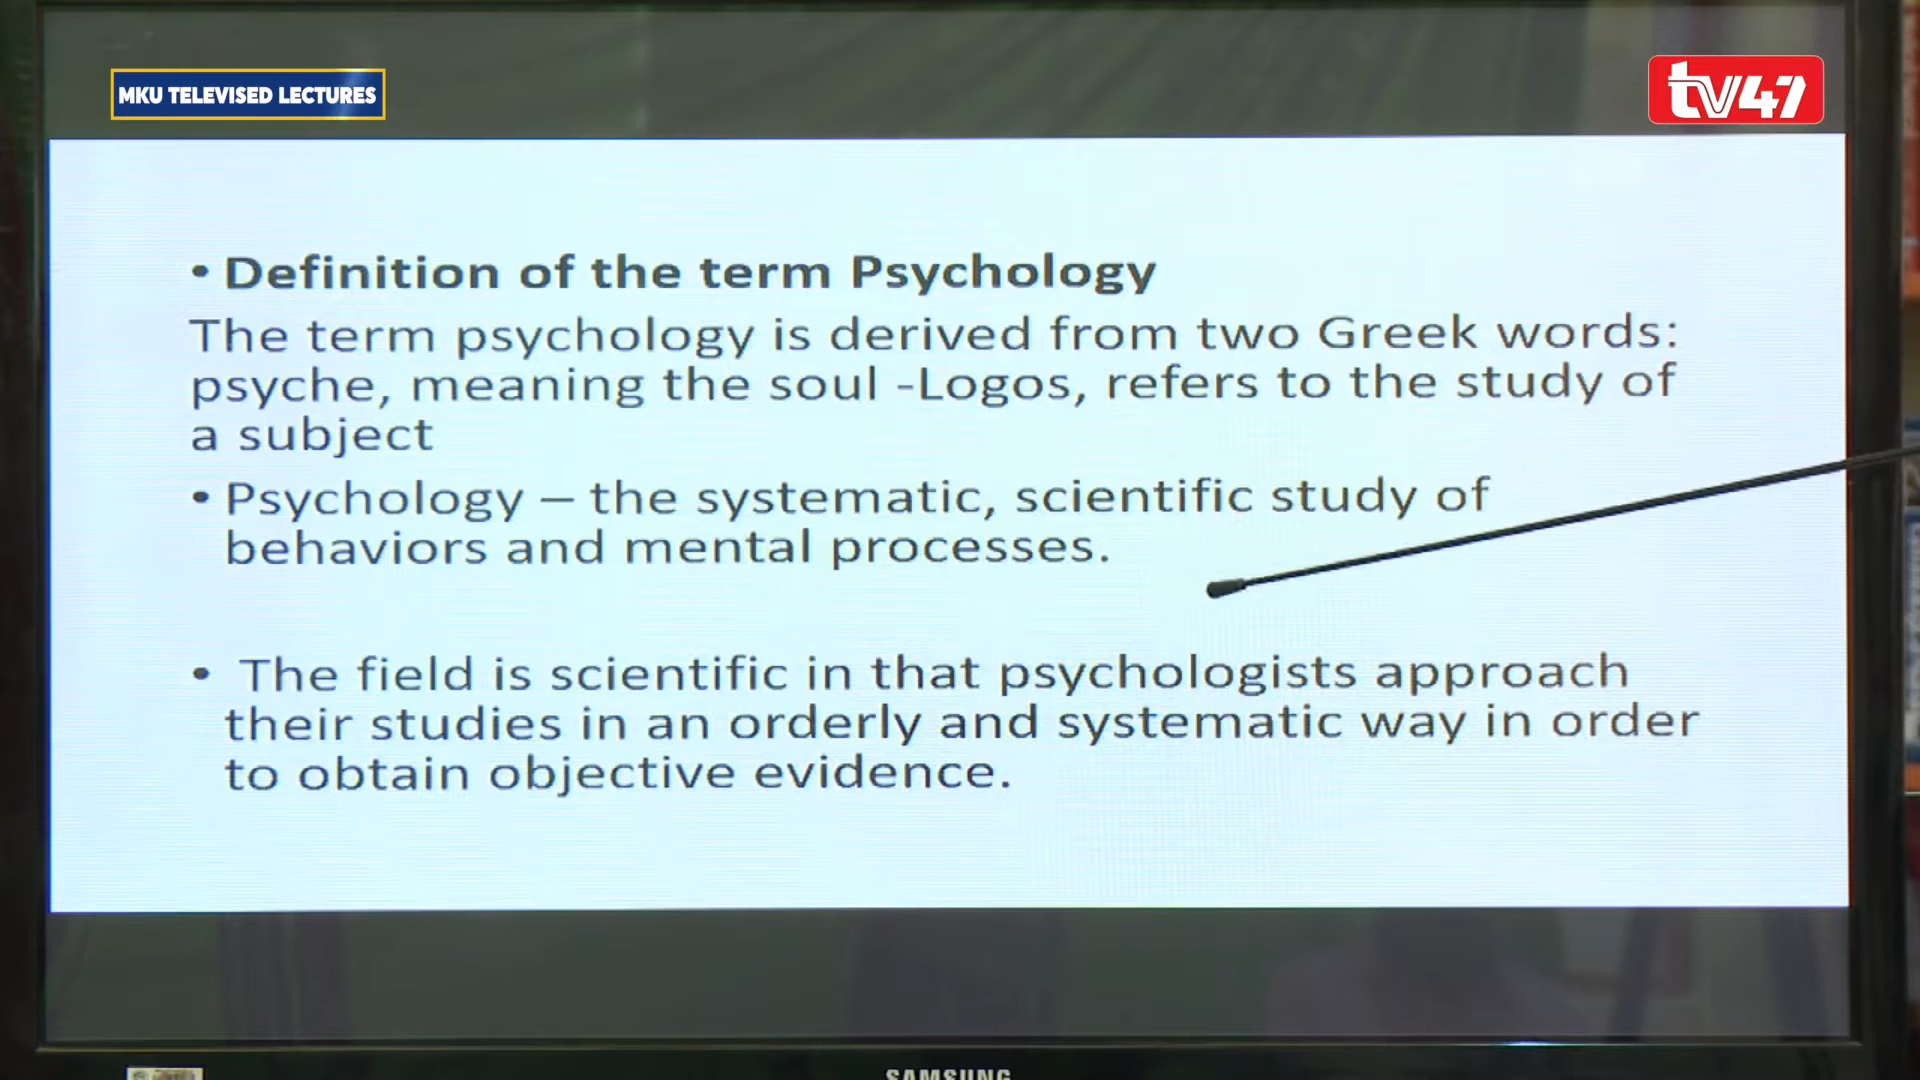 MKU TELEVISED LECTURES
tv47
• Definition of the term Psychology
The term psychology is derived from two Greek words:
psyche, meaning the soul -Logos, refers to the study of
a subject
• Psychology – the systematic, scientific study of
behaviors and mental processes.
• The field is scientific in that psychologists approach
their studies in an orderly and systematic way in order
to obtain objective evidence.
SAMSUNG